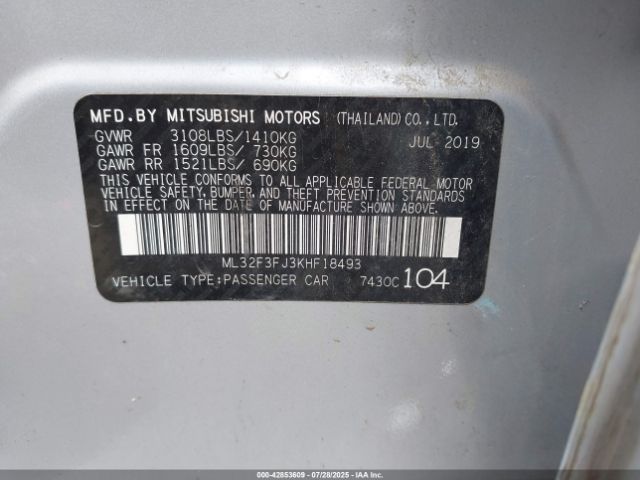 MFD.BY MITSUBISHI MOTORS (THAILAND) CO., LTD.
GVWR 3108LBS/1410KG JUL 2019
GAWR FR 1609LBS/ 730KG
GAWR RR 1521LBS/ 690KG
THIS VEHICLE CONFORMS TO ALL APPLICABLE FEDERAL MOTOR
VEHICLE SAFETY, BUMPER, AND THEFT PREVENTION STANDARDS
IN EFFECT ON THE DATE OF MANUFACTURE SHOWN ABOVE.
ML32F3FJ3KHF18493
VEHICLE TYPE:PASSENGER CAR 7430C 104
000-42853609 - 07/28/2025 - IAAI.com